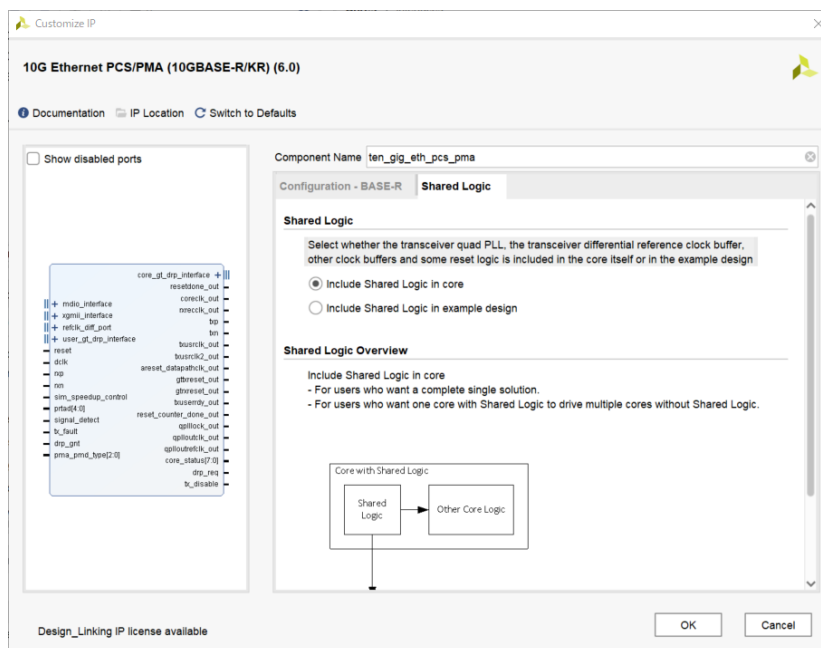 Customize IP
10G Ethernet PCS/PMA (10GBASE-R/KR) (6.0)
Documentation IP Location Switch to Defaults
Show disabled ports
core_gt_drp_interface
resetdone_out
coreclk_out
rxrecclk_out
txp
txn
txusrclk_out
txusrclk2_out
areset_datapathclk_out
gttxreset_out
gtrxreset_out
txuserrdy_out
reset_counter_done_out
qplllock_out
qplloutclk_out
qplloutrefclk_out
core_status[7:0]
drp_req
tx_disable
mdio_interface
xgmii_interface
refclk_diff_port
user_gt_drp_interface
reset
dclk
rxp
rxn
sim_speedup_control
prtad[4:0]
signal_detect
tx_fault
drp_gnt
pma_pmd_type[2:0]
Component Name ten_gig_eth_pcs_pma
Configuration - BASE-R Shared Logic
Shared Logic
Select whether the transceiver quad PLL, the transceiver differential reference clock buffer,
other clock buffers and some reset logic is included in the core itself or in the example design
Include Shared Logic in core
Include Shared Logic in example design
Shared Logic Overview
Include Shared Logic in core
- For users who want a complete single solution.
- For users who want one core with Shared Logic to drive multiple cores without Shared Logic.
Core with Shared Logic
Shared
Logic
Other Core Logic
Design_Linking IP license available
OK Cancel